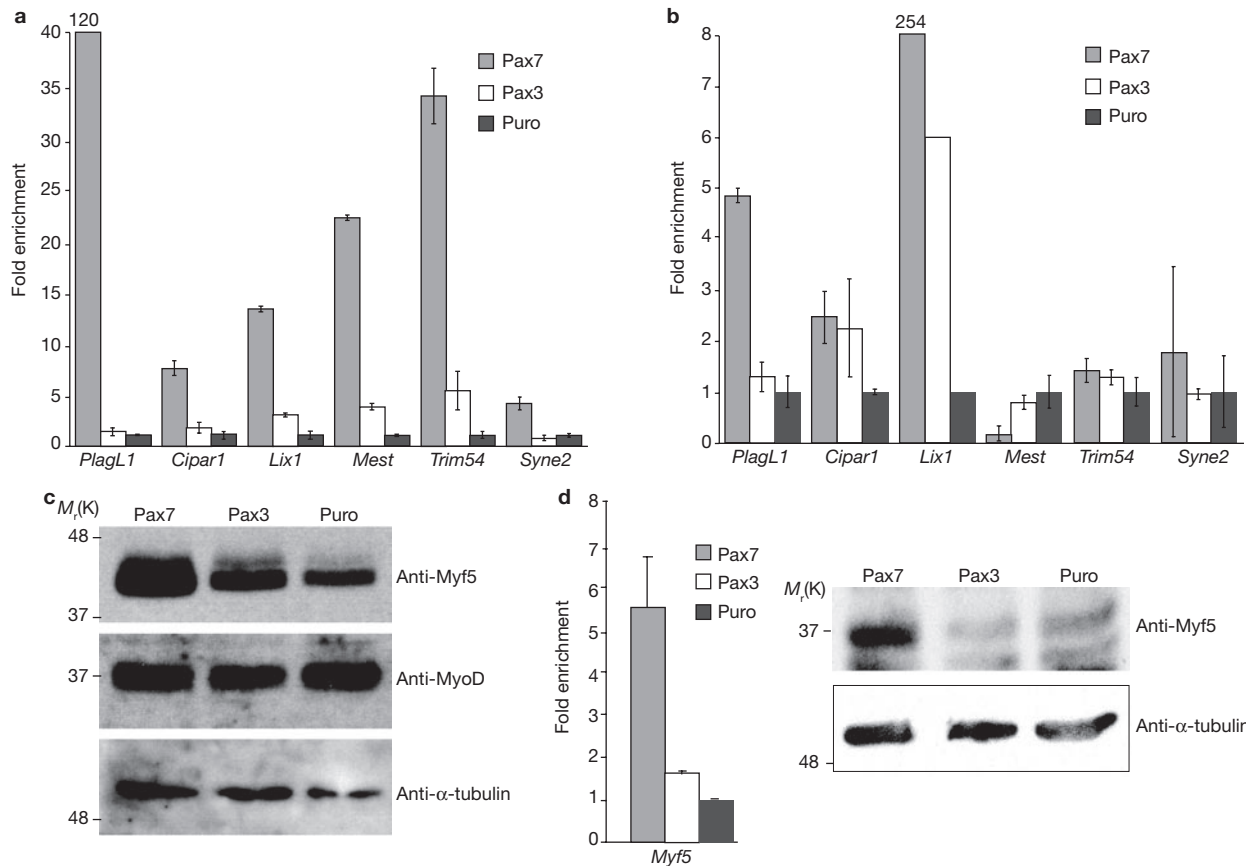 a
120
40
35
30
25
20
15
10
5
0
Fold enrichment
Pax7
Pax3
Puro
PlagL1 Cipar1 Lix1 Mest Trim54 Syne2
b
254
8
6
5
4
3
2
1
0
Fold enrichment
Pax7
Pax3
Puro
PlagL1 Cipar1 Lix1 Mest Trim54 Syne2
c
Mr(K) Pax7 Pax3 Puro
48
Anti-Myf5
37
37
Anti-MyoD
Anti-α-tubulin
48
d
8
7
6
5
4
3
2
1
0
Fold enrichment
Pax7
Pax3
Puro
Myf5
Mr(K) Pax7 Pax3 Puro
37
Anti-Myf5
Anti-α-tubulin
48